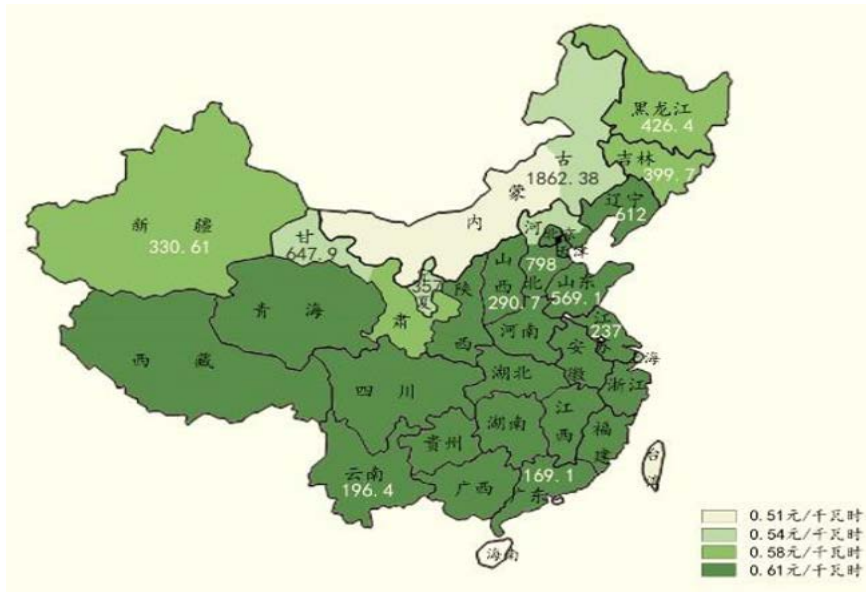 黑龙江
426.4
吉林
399.7
辽宁
612
古
1862.38
蒙
内
新 疆
330.61
甘
647.9
肃
河
北
798
山
西
290.7
山东
569.1
357
夏
陕
西
青 海
西 藏
河南
江
苏
237
安
徽
海
四 川
湖北
浙江
湖南
江
西
福
建
贵州
云南
196.4
广西
169.1
广东
台
湾
海南
0.51元/千瓦时
0.54元/千瓦时
0.58元/千瓦时
0.61元/千瓦时